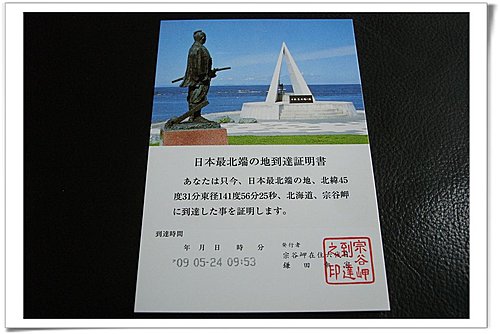 日本最北端の地到達証明書
あなたは只今、日本最北端の地、北緯45
度31分東経141度56分25秒、北海道、宗谷岬
に到達した事を証明します。
到達時間
年 月 日 時 分
'09 05-24 09:53
発行者
宗谷岬在住
鎌田
宗谷岬
到達
之印